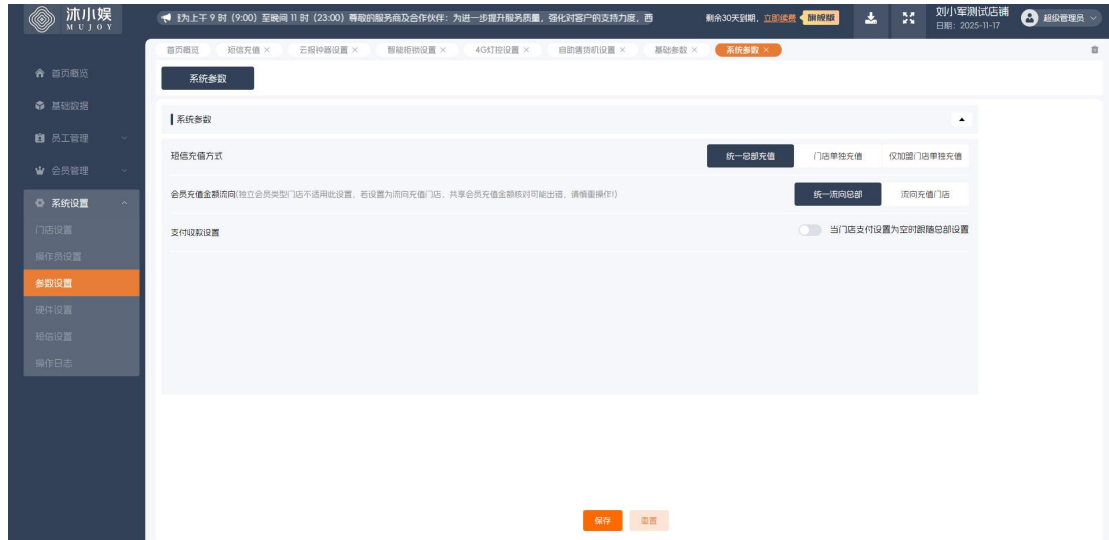 沐小娱
MUJOY
为上午 9 时 (9:00) 至晚间 11 时 (23:00) 尊敬的服务商及合作伙伴：为进一步提升服务质量，强化对客户的支持力度，西
剩余30天到期，立即续费 旗舰版
刘小军测试店铺
日期：2025-11-17
超级管理员
首页概览 短信充值 × 云报钟器设置 × 智能柜锁设置 × 4G灯控设置 × 自助售货机设置 × 基础参数 × 系统参数 ×
首页概览
基础数据
员工管理
会员管理
系统设置
门店设置
操作员设置
参数设置
硬件设置
短信设置
操作日志
系统参数
系统参数
短信充值方式
统一总部充值 门店单独充值 仅加盟门店单独充值
会员充值金额流向(独立会员类型门店不适用此设置，若设置为流向充值门店，共享会员充值金额核对可能出错，请慎重操作!)
统一流向总部 流向充值门店
支付收款设置
当门店支付设置为空时跟随总部设置
保存 重置